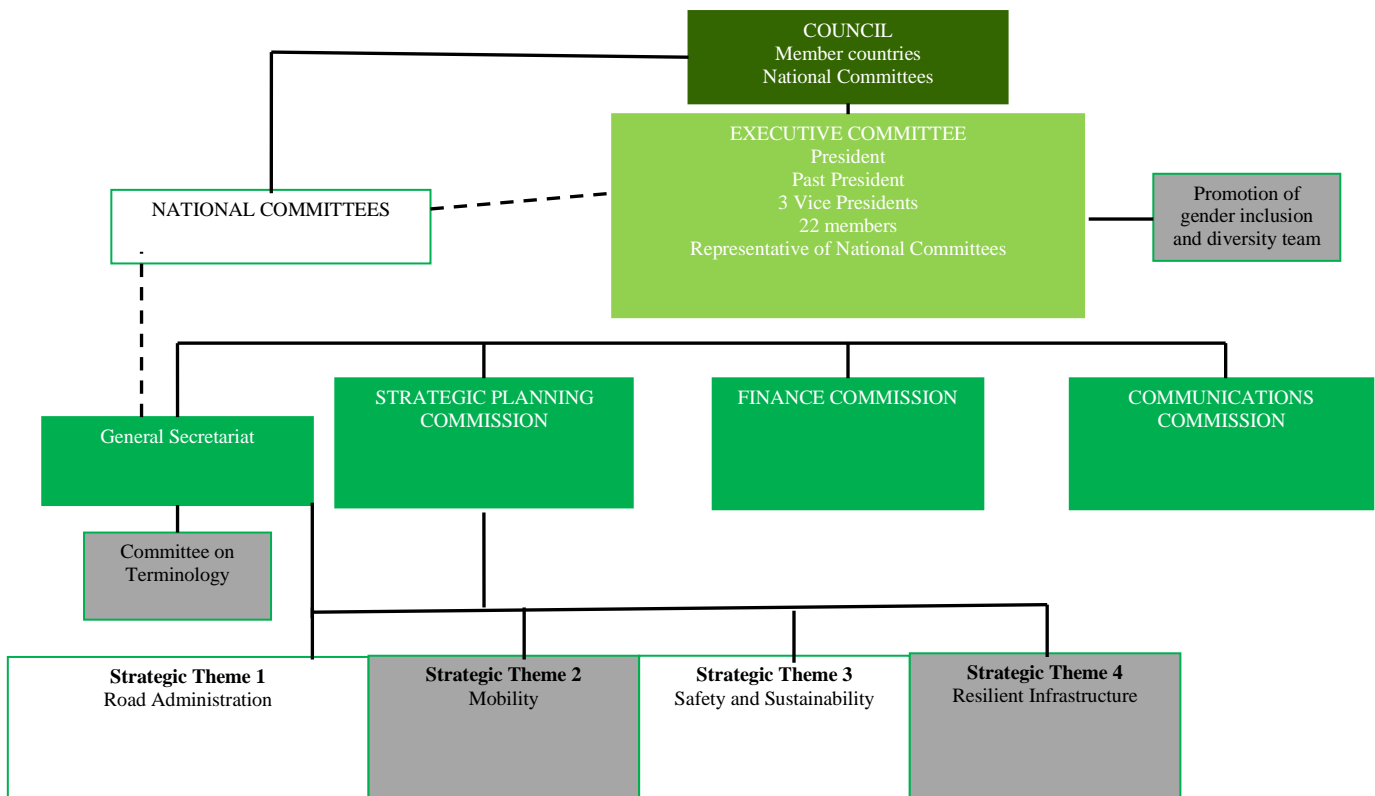 COUNCIL
Member countries
National Committees
EXECUTIVE COMMITTEE
President
Past President
3 Vice Presidents
22 members
Representative of National Committees
NATIONAL COMMITTEES
Promotion of
gender inclusion
and diversity team
General Secretariat
STRATEGIC PLANNING
COMMISSION
FINANCE COMMISSION
COMMUNICATIONS
COMMISSION
Committee on
Terminology
Strategic Theme 1
Road Administration
Strategic Theme 2
Mobility
Strategic Theme 3
Safety and Sustainability
Strategic Theme 4
Resilient Infrastructure